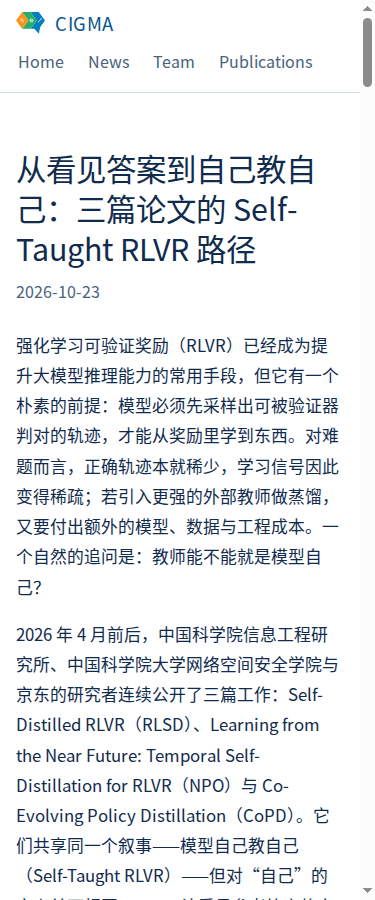 CIGMA
Home News Team Publications
从看见答案到自己教自
己：三篇论文的 Self-
Taught RLVR 路径
2026-10-23
强化学习可验证奖励（RLVR）已经成为提
升大模型推理能力的常用手段，但它有一个
朴素的前提：模型必须先采样出可被验证器
判对的轨迹，才能从奖励里学到东西。对难
题而言，正确轨迹本就稀少，学习信号因此
变得稀疏；若引入更强的外部教师做蒸馏，
又要付出额外的模型、数据与工程成本。一
个自然的追问是：教师能不能就是模型自
己？
2026 年 4 月前后，中国科学院信息工程研
究所、中国科学院大学网络空间安全学院与
京东的研究者连续公开了三篇工作：Self-
Distilled RLVR（RLSD）、Learning from
the Near Future: Temporal Self-
Distillation for RLVR（NPO）与 Co-
Evolving Policy Distillation（CoPD）。它
们共享同一个叙事——模型自己教自己
（Self-Taught RLVR）——但对“自己”的